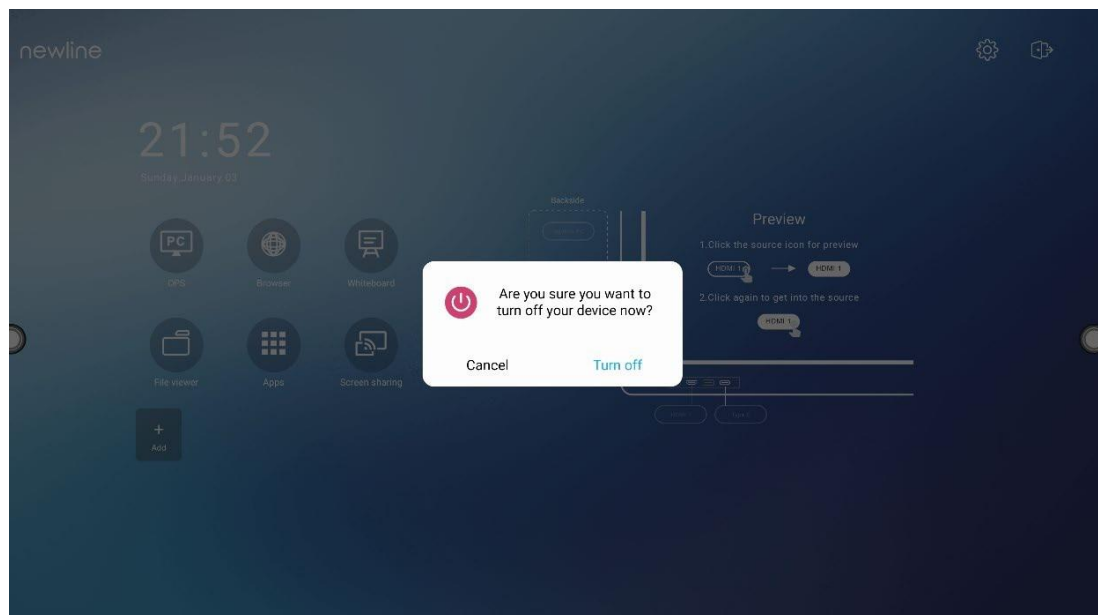 newline
21:52
Sunday,January 03
Backside
Preview
1.Click the source icon for preview
HDMI 1
HDMI 1
2.Click again to get into the source
HDMI 1
PC
OPS
Browser
Whiteboard
Are you sure you want to
turn off your device now?
Cancel
Turn off
File viewer
Apps
Screen sharing
+
Add